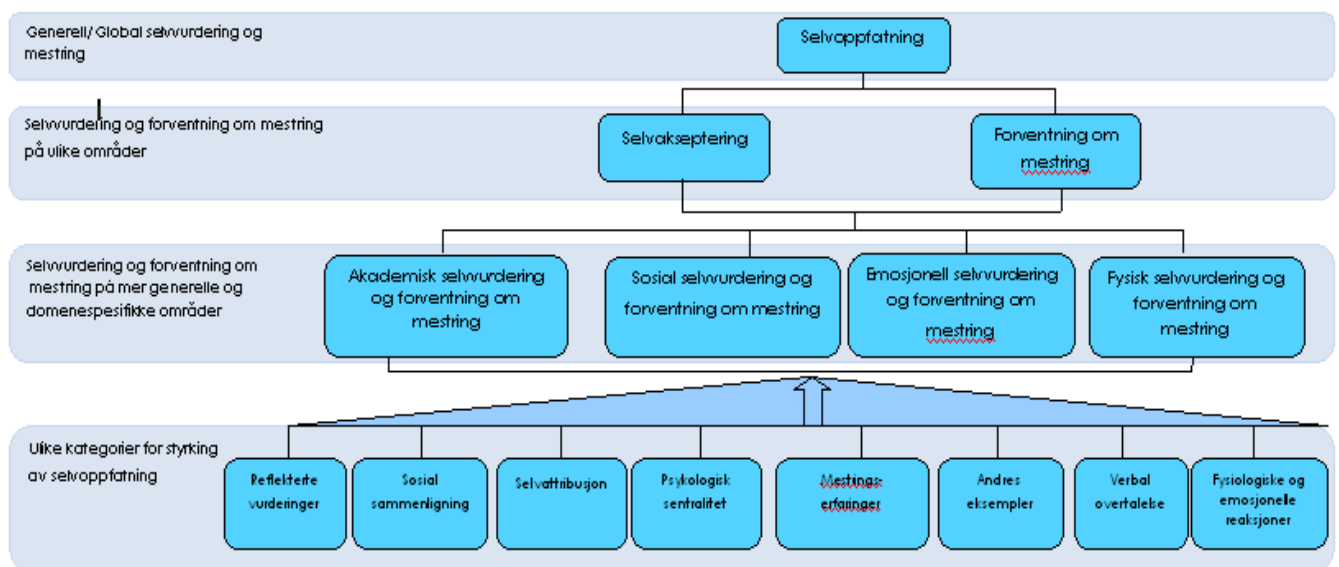 Generell/ Global selvvurdering og
mestring
Selvoppfatning
Selvvurdering og forventning om mestring
på ulike områder
Selvakseptering
Forventning om
mestring
Selvvurdering og forventning om
mestring på mer generelle og
domenespesifikke områder
Akademisk selvvurdering
og forventning om
mestring
Sosial selvvurdering og
forventning om mestring
Emosjonell selvvurdering
og forventning om
mestring
Fysisk selvvurdering og
forventning om
mestring
Ulike kategorier for styrking
av selvoppfatning
Reflekterte
vurderinger
Sosial
sammenligning
Selvattribusjon
Psykologisk
sentralitet
Mestings-
erfaringer
Andres
eksempler
Verbal
overtalelse
Fysiologiske og
emosjonelle
reaksjoner